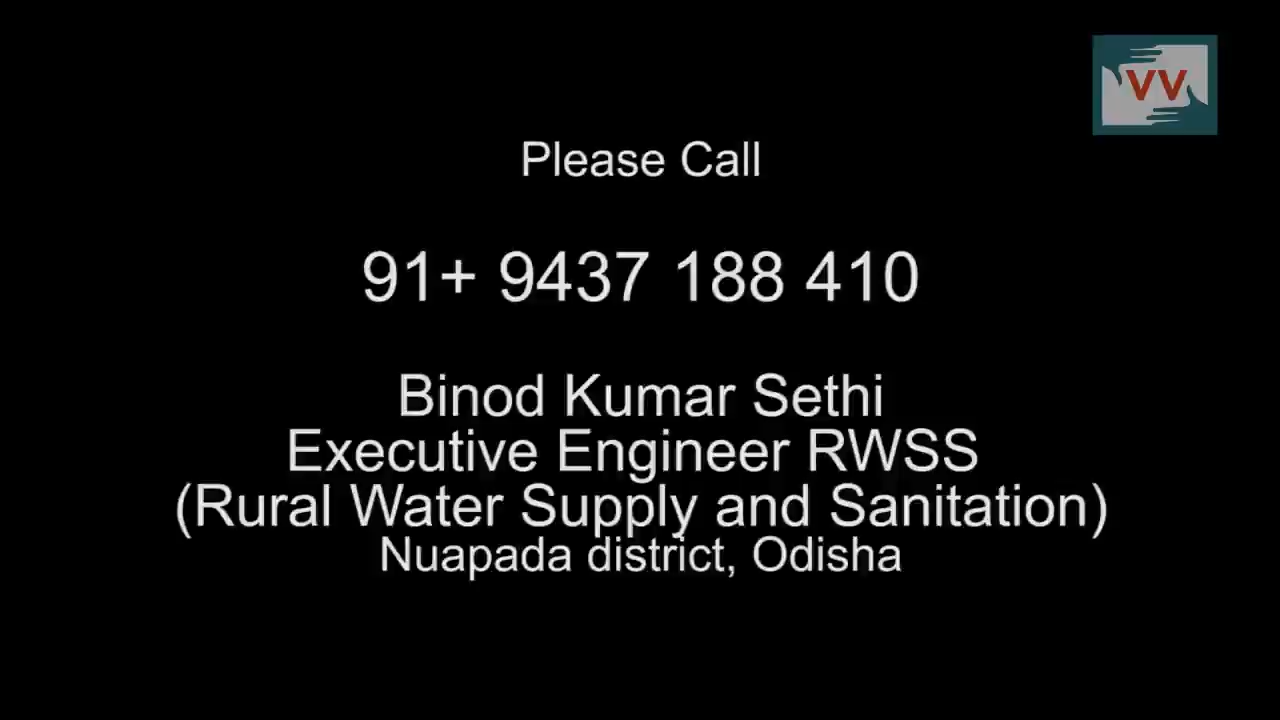 VV
Please Call
91+ 9437 188 410
Binod Kumar Sethi
Executive Engineer RWSS
(Rural Water Supply and Sanitation)
Nuapada district, Odisha